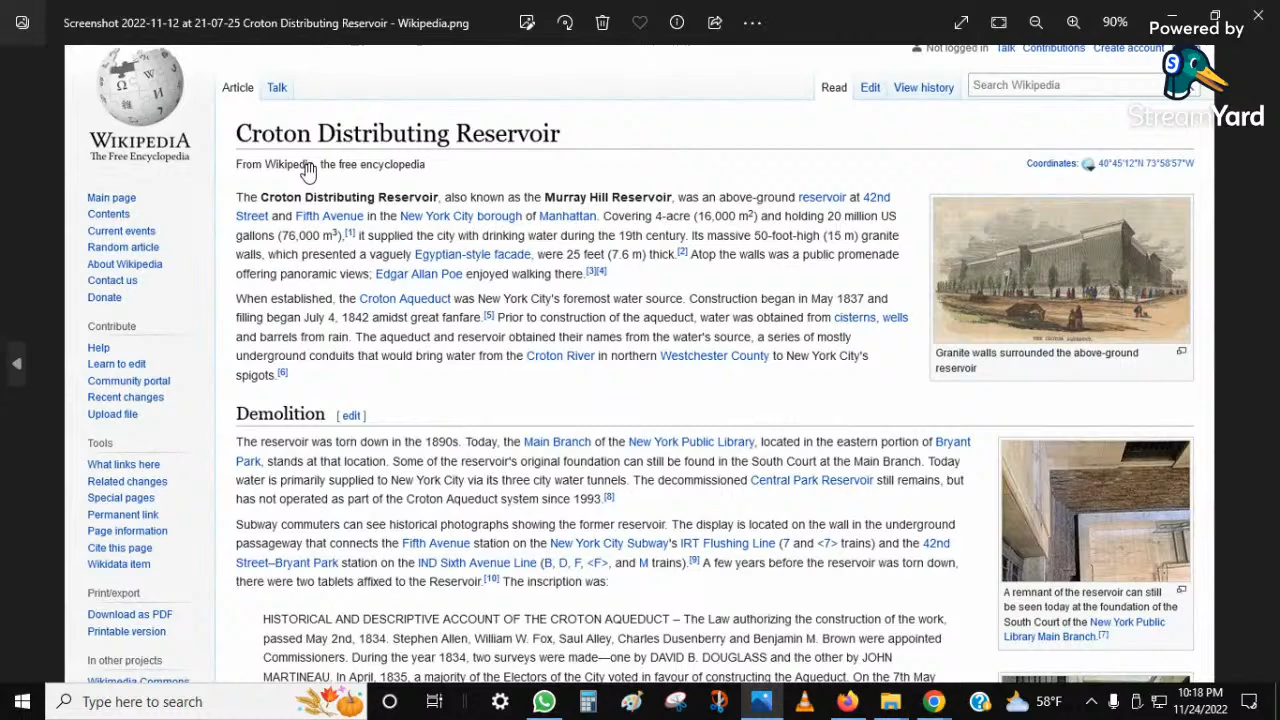 Screenshot 2022-11-12 at 21-07-25 Croton Distributing Reservoir - Wikipedia.png
90%
Powered by
StreamYard
Not logged in Talk Contributions Create account
Article Talk
Read Edit View history
Search Wikipedia
WIKIPEDIA
The Free Encyclopedia
Main page
Contents
Current events
Random article
About Wikipedia
Contact us
Donate
Contribute
Help
Learn to edit
Community portal
Recent changes
Upload file
Tools
What links here
Related changes
Special pages
Permanent link
Page information
Cite this page
Wikidata item
Print/export
Download as PDF
Printable version
In other projects
Wikimedia Commons
Croton Distributing Reservoir
From Wikipedia, the free encyclopedia
Coordinates: 40°45′12″N 73°58′57″W
The Croton Distributing Reservoir, also known as the Murray Hill Reservoir, was an above-ground reservoir at 42nd
Street and Fifth Avenue in the New York City borough of Manhattan. Covering 4-acre (16,000 m²) and holding 20 million US
gallons (76,000 m³),[1] it supplied the city with drinking water during the 19th century. Its massive 50-foot-high (15 m) granite
walls, which presented a vaguely Egyptian-style facade, were 25 feet (7.6 m) thick.[2] Atop the walls was a public promenade
offering panoramic views; Edgar Allan Poe enjoyed walking there.[3][4]
When established, the Croton Aqueduct was New York City's foremost water source. Construction began in May 1837 and
filling began July 4, 1842 amidst great fanfare.[5] Prior to construction of the aqueduct, water was obtained from cisterns, wells
and barrels from rain. The aqueduct and reservoir obtained their names from the water's source, a series of mostly
underground conduits that would bring water from the Croton River in northern Westchester County to New York City's
spigots.[6]
THE CROTON AQUEDUCT.
Granite walls surrounded the above-ground
reservoir
Demolition [ edit ]
The reservoir was torn down in the 1890s. Today, the Main Branch of the New York Public Library, located in the eastern portion of Bryant
Park, stands at that location. Some of the reservoir's original foundation can still be found in the South Court at the Main Branch. Today
water is primarily supplied to New York City via its three city water tunnels. The decommissioned Central Park Reservoir still remains, but
has not operated as part of the Croton Aqueduct system since 1993.[8]
Subway commuters can see historical photographs showing the former reservoir. The display is located on the wall in the underground
passageway that connects the Fifth Avenue station on the New York City Subway's IRT Flushing Line (7 and <7> trains) and the 42nd
Street–Bryant Park station on the IND Sixth Avenue Line (B, D, F, <F>, and M trains).[9] A few years before the reservoir was torn down,
there were two tablets affixed to the Reservoir.[10] The inscription was:
HISTORICAL AND DESCRIPTIVE ACCOUNT OF THE CROTON AQUEDUCT – The Law authorizing the construction of the work,
passed May 2nd, 1834. Stephen Allen, William W. Fox, Saul Alley, Charles Dusenberry and Benjamin M. Brown were appointed
Commissioners. During the year 1834, two surveys were made—one by DAVID B. DOUGLASS and the other by JOHN
MARTINEAU. In April, 1835, a majority of the Electors of the City voted in favour of constructing the Aqueduct. On the 7th May
A remnant of the reservoir can still
be seen today at the foundation of the
South Court of the New York Public
Library Main Branch.[7]
Type here to search
58°F
10:18 PM
11/24/2022